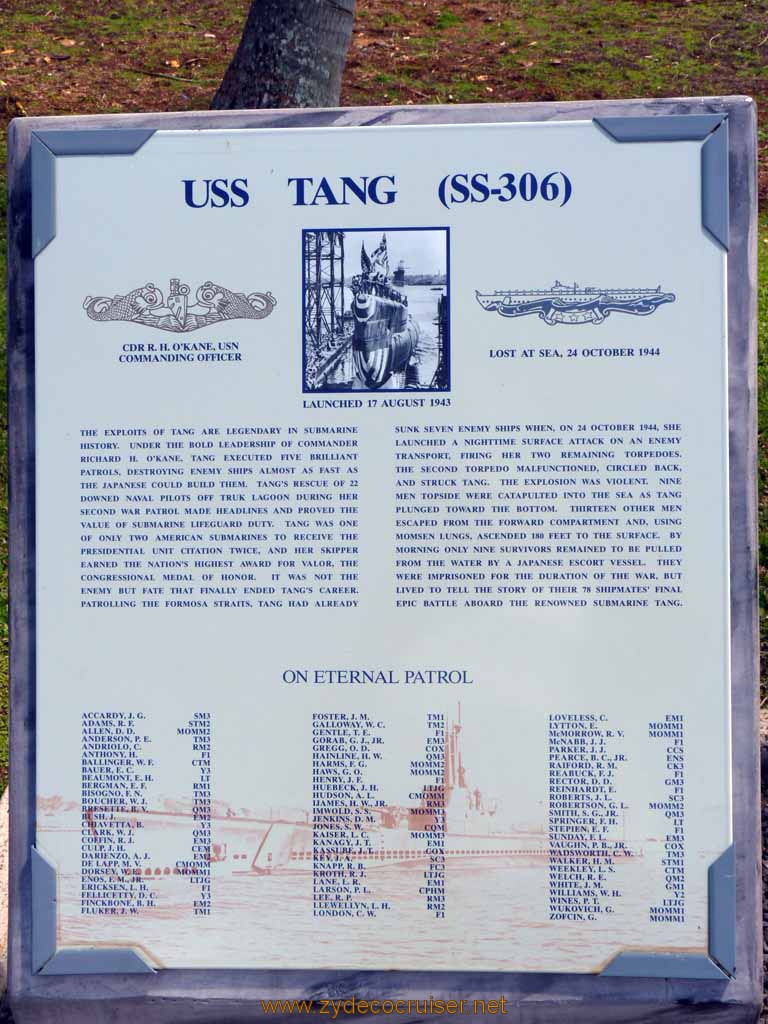 USS TANG (SS-306)
CDR R. H. O'KANE, USN
COMMANDING OFFICER
LAUNCHED 17 AUGUST 1943
LOST AT SEA, 24 OCTOBER 1944
THE EXPLOITS OF TANG ARE LEGENDARY IN SUBMARINE
HISTORY. UNDER THE BOLD LEADERSHIP OF COMMANDER
RICHARD H. O'KANE, TANG EXECUTED FIVE BRILLIANT
PATROLS, DESTROYING ENEMY SHIPS ALMOST AS FAST AS
THE JAPANESE COULD BUILD THEM. TANG'S RESCUE OF 22
DOWNED NAVAL PILOTS OFF TRUK LAGOON DURING HER
SECOND WAR PATROL MADE HEADLINES AND PROVED THE
VALUE OF SUBMARINE LIFEGUARD DUTY. TANG WAS ONE
OF ONLY TWO AMERICAN SUBMARINES TO RECEIVE THE
PRESIDENTIAL UNIT CITATION TWICE, AND HER SKIPPER
EARNED THE NATION'S HIGHEST AWARD FOR VALOR, THE
CONGRESSIONAL MEDAL OF HONOR. IT WAS NOT THE
ENEMY BUT FATE THAT FINALLY ENDED TANG'S CAREER.
PATROLLING THE FORMOSA STRAITS, TANG HAD ALREADY
SUNK SEVEN ENEMY SHIPS WHEN, ON 24 OCTOBER 1944, SHE
LAUNCHED A NIGHTTIME SURFACE ATTACK ON AN ENEMY
TRANSPORT, FIRING HER TWO REMAINING TORPEDOES.
THE SECOND TORPEDO MALFUNCTIONED, CIRCLED BACK,
AND STRUCK TANG. THE EXPLOSION WAS VIOLENT. NINE
MEN TOPSIDE WERE CATAPULTED INTO THE SEA AS TANG
PLUNGED TOWARD THE BOTTOM. THIRTEEN OTHER MEN
ESCAPED FROM THE FORWARD COMPARTMENT AND, USING
MOMSEN LUNGS, ASCENDED 180 FEET TO THE SURFACE. BY
MORNING ONLY NINE SURVIVORS REMAINED TO BE PULLED
FROM THE WATER BY A JAPANESE ESCORT VESSEL. THEY
WERE IMPRISONED FOR THE DURATION OF THE WAR, BUT
LIVED TO TELL THE STORY OF THEIR 78 SHIPMATES' FINAL
EPIC BATTLE ABOARD THE RENOWNED SUBMARINE TANG.
ON ETERNAL PATROL
ACCARDY, J. G. SM3
ADAMS, R. F. STM2
ALLEN, D. D. MOMM2
ANDERSON, P. E. TM3
ANDRIOLO, C. RM2
ANTHONY, H. F1
BALLINGER, W. F. CTM
BAUER, E. C. Y3
BEAUMONT, E. H. LT
BERGMAN, E. F. RM1
BISOGNO, F. N. TM3
BOUCHER, W. J. TM3
BRESETTE, B. V. QM3
BUSH, J. EM2
CHIAVETTA, B. Y3
CLARK, W. J. QM3
COFFIN, R. J. EM3
CULP, J. H. EM3
DARIENZO, A. J. EM2
DE LAPP, M. V. CMOMM
DORSEY, W. E. MOMM1
ENOS, F. M., JR. LTJG
ERICKSEN, L. H. F1
FELLICETTY, D. C. Y3
FINCKBONE, B. H. EM2
FLUKER, J. W. TM1
FOSTER, J. M. TM1
GALLOWAY, W. C. TM2
GENTLE, T. E. F1
GORAB, G. J., JR. EM3
GREGG, O. D. COX
HAINLINE, H. W. QM3
HARMS, F. G. MOMM2
HAWS, G. O. MOMM2
HENRY, J. F. F1
HUEBECK, J. H. LTJG
HUDSON, A. L. CMOMM
IJAMES, H. W., JR. RM3
IMWOLD, S. S. MOMM1
JENKINS, D. M.
JONES, S. W. CQM
KAISER, L. C. MOMM3
KANAGY, J. T. EM1
KASSUBE, J. T. COX
KEY, J. A. SC3
KNAPP, R. B. F1
KROTH, R. J. LTJG
LANE, L. R. EM1
LARSON, P. L. CPHM
LEE, R. P. RM3
LLEWELLYN, L. H. RM2
LONDON, C. W. F1
LOVELESS, C. EM1
LYTTON, E. MOMM1
McMORROW, R. V. MOMM1
McNABB, J. J. F1
PARKER, J. J. CCS
PEARCE, B. C., JR. ENS
RAIFORD, R. M. CK3
REABUCK, F. J. F1
RECTOR, D. D. GM3
REINHARDT, E. F1
ROBERTS, J. L. SC3
ROBERTSON, G. L. MOMM2
SMITH, S. G., JR. QM3
SPRINGER, F. H. LT
STEPIEN, E. F. F1
SUNDAY, F. L. EM3
VAUGHN, P. B., JR. COX
WADSWORTH, C. W. TM3
WALKER, H. M. STM1
WEEKLEY, L. S. CTM
WELCH, R. E. QM2
WHITE, J. M. GM1
WILLIAMS, W. H. Y2
WINES, P. T. LTJG
WUKOVICH, G. MOMM1
ZOFCIN, G. MOMM1
www.zydecocruiser.net